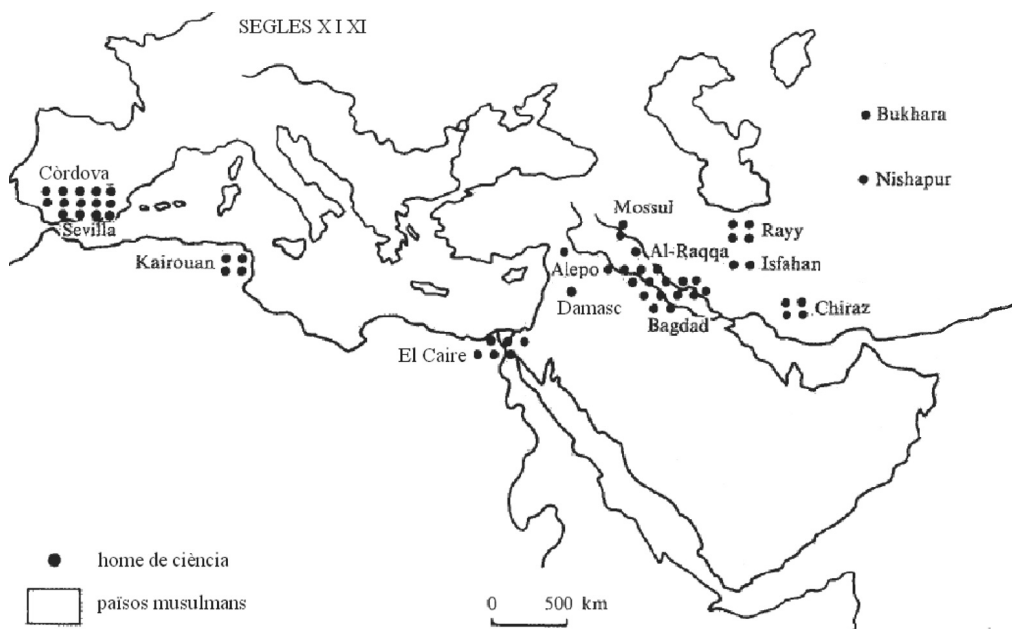 SEGLES X I XI
Bukhara
Còrdova
Nishapur
Mossul
Sevilla
Rayy
Kairouan
Al-Raqqa
Alepo
Isfahan
Damasc
Chiraz
Bagdad
El Caire
home de ciència
països musulmans
0 500 km